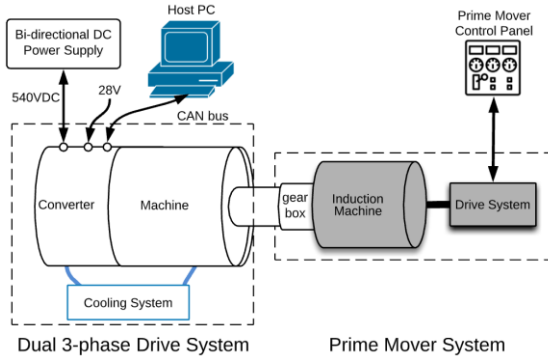 Host PC
Prime Mover
Control Panel
Bi-directional DC
Power Supply
540VDC
28V
CAN bus
Converter
Machine
gear
box
Induction
Machine
Drive System
Cooling System
Dual 3-phase Drive System
Prime Mover System